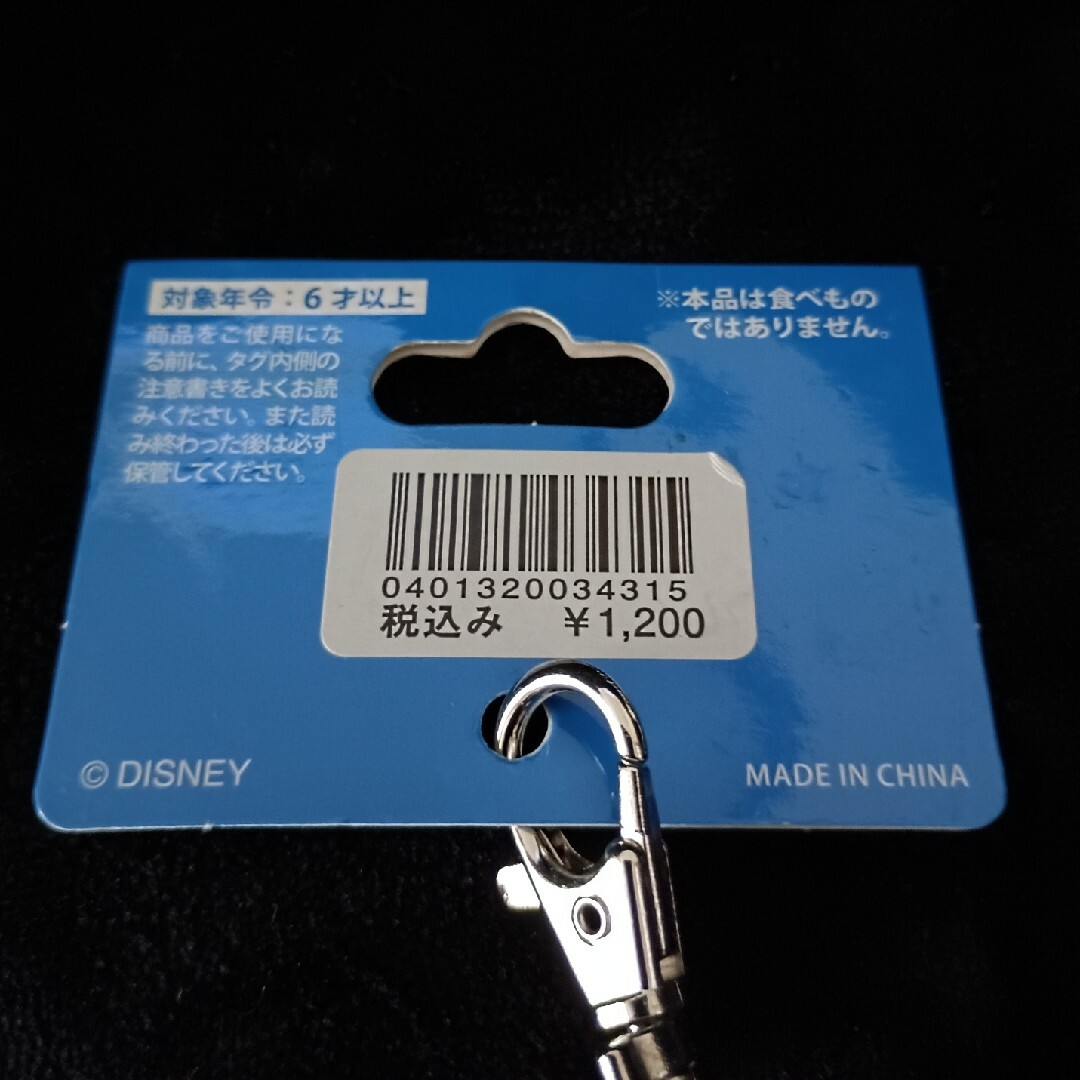 対象年令:6才以上
商品をご使用にな
る前に、タグ内側の
注意書きをよくお読
みください。また読
み終わった後は必ず
保管してください。
※本品は食べもの
ではありません。
0401320034315
税込み ¥1,200
© DISNEY
MADE IN CHINA